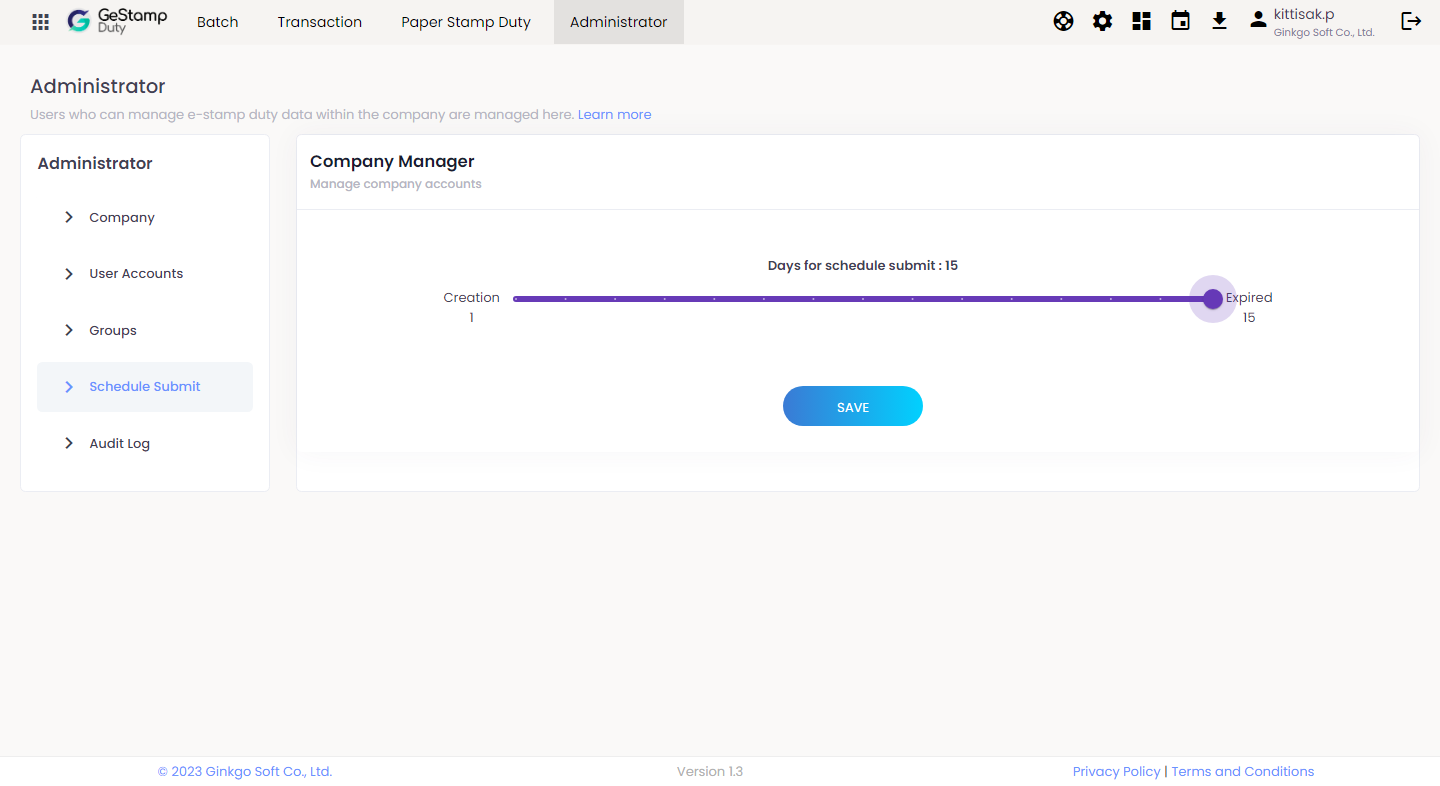 GeStamp
Duty
Batch
Transaction
Paper Stamp Duty
Administrator
kittisak.p
Ginkgo Soft Co., Ltd.
Administrator
Users who can manage e-stamp duty data within the company are managed here. Learn more
Administrator
Company
User Accounts
Groups
Schedule Submit
Audit Log
Company Manager
Manage company accounts
Days for schedule submit : 15
Creation
1
Expired
15
SAVE
© 2023 Ginkgo Soft Co., Ltd.
Version 1.3
Privacy Policy | Terms and Conditions